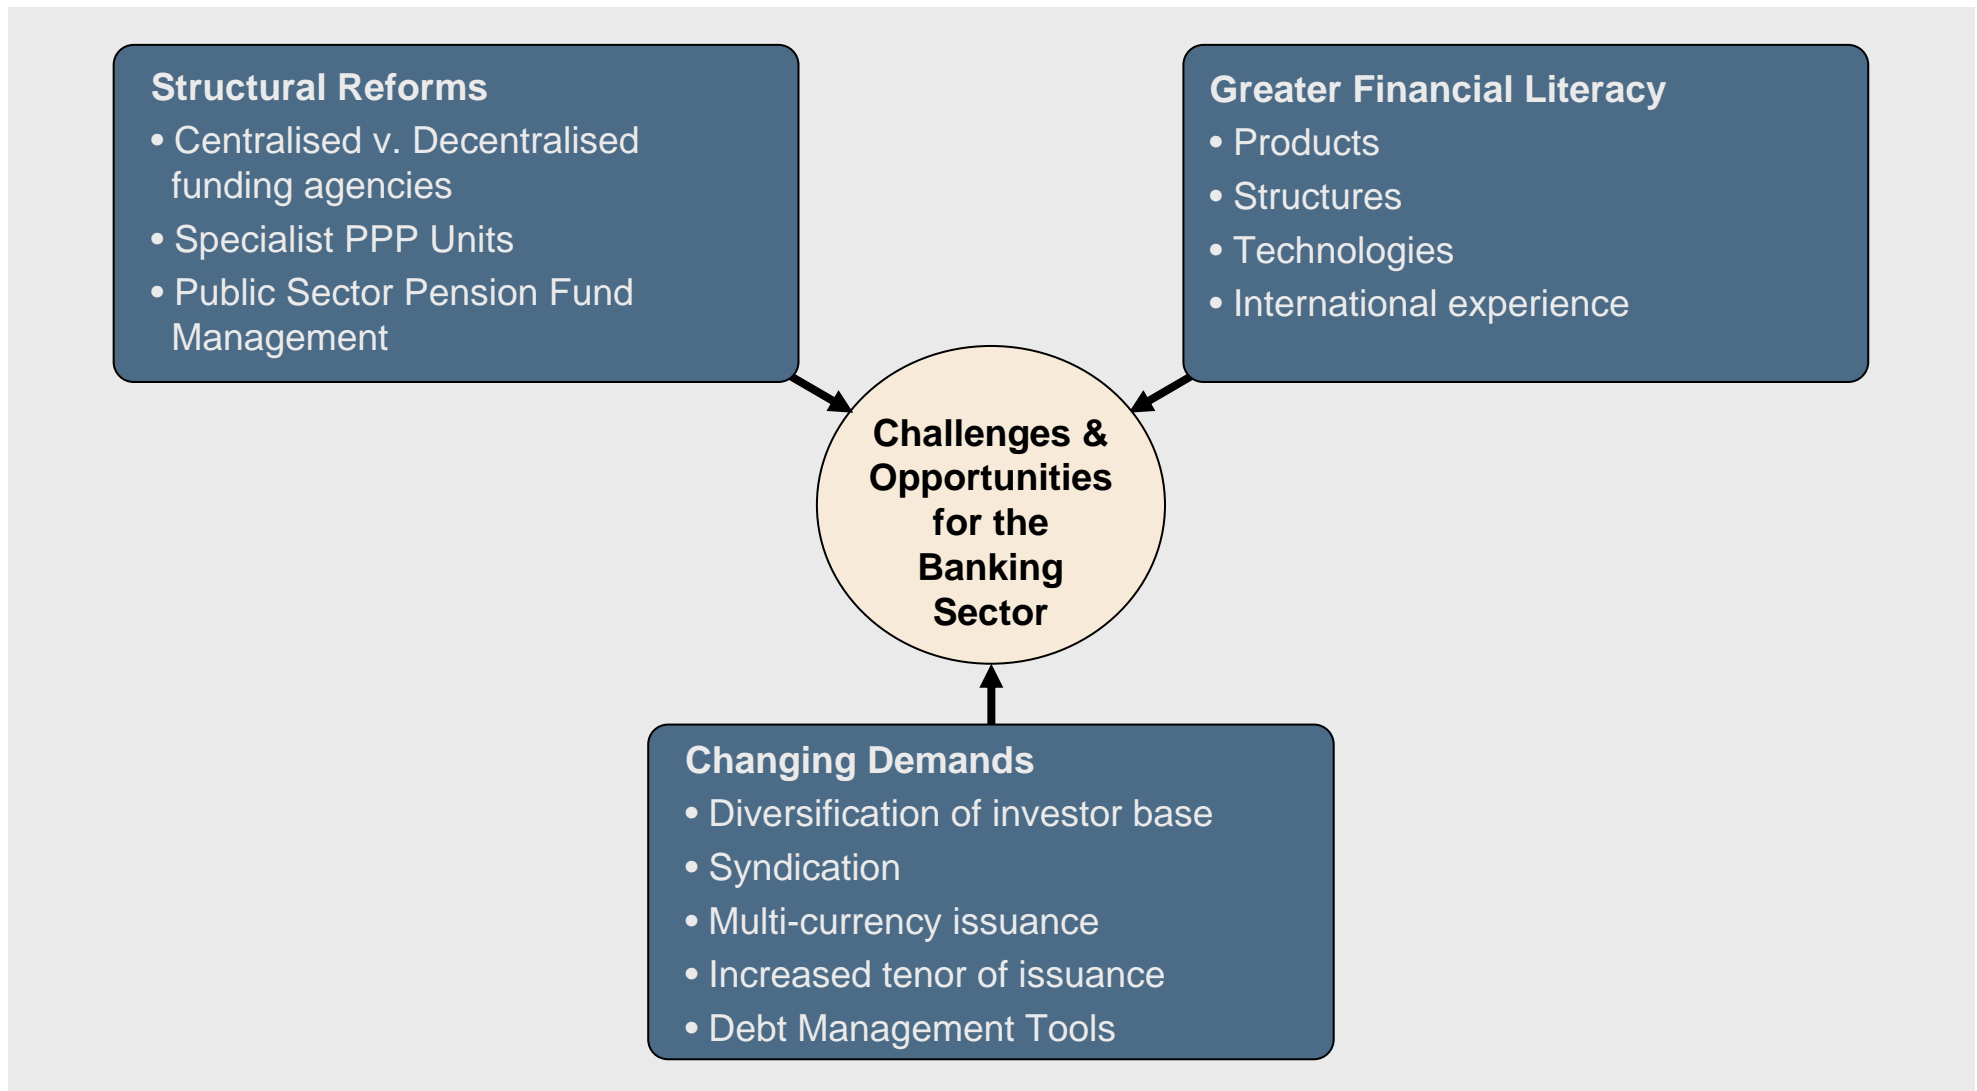 Structural Reforms
• Centralised v. Decentralised
funding agencies
• Specialist PPP Units
• Public Sector Pension Fund
Management
Greater Financial Literacy
• Products
• Structures
• Technologies
• International experience
Challenges &
Opportunities
for the
Banking
Sector
Changing Demands
• Diversification of investor base
• Syndication
• Multi-currency issuance
• Increased tenor of issuance
• Debt Management Tools